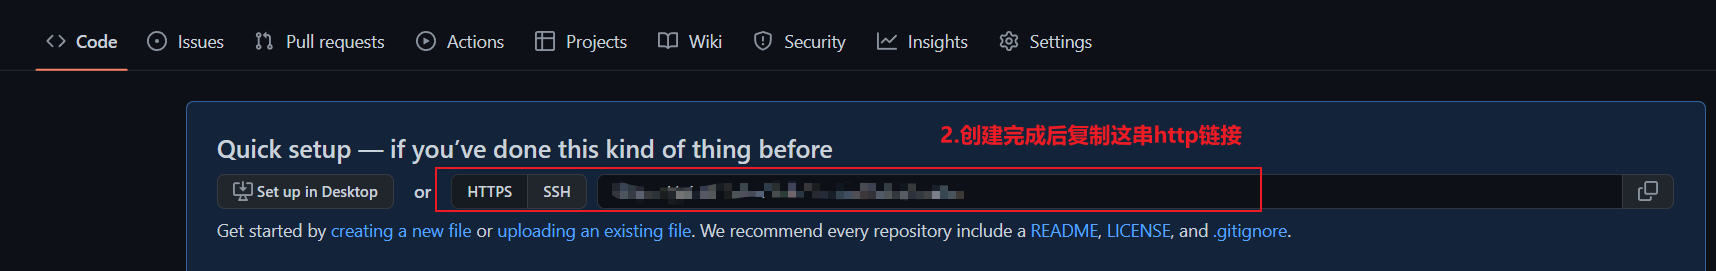 Code Issues Pull requests Actions Projects Wiki Security Insights Settings
2.创建完成后复制这串http链接
Quick setup — if you’ve done this kind of thing before
Set up in Desktop or HTTPS SSH
Get started by creating a new file or uploading an existing file. We recommend every repository include a README, LICENSE, and .gitignore.